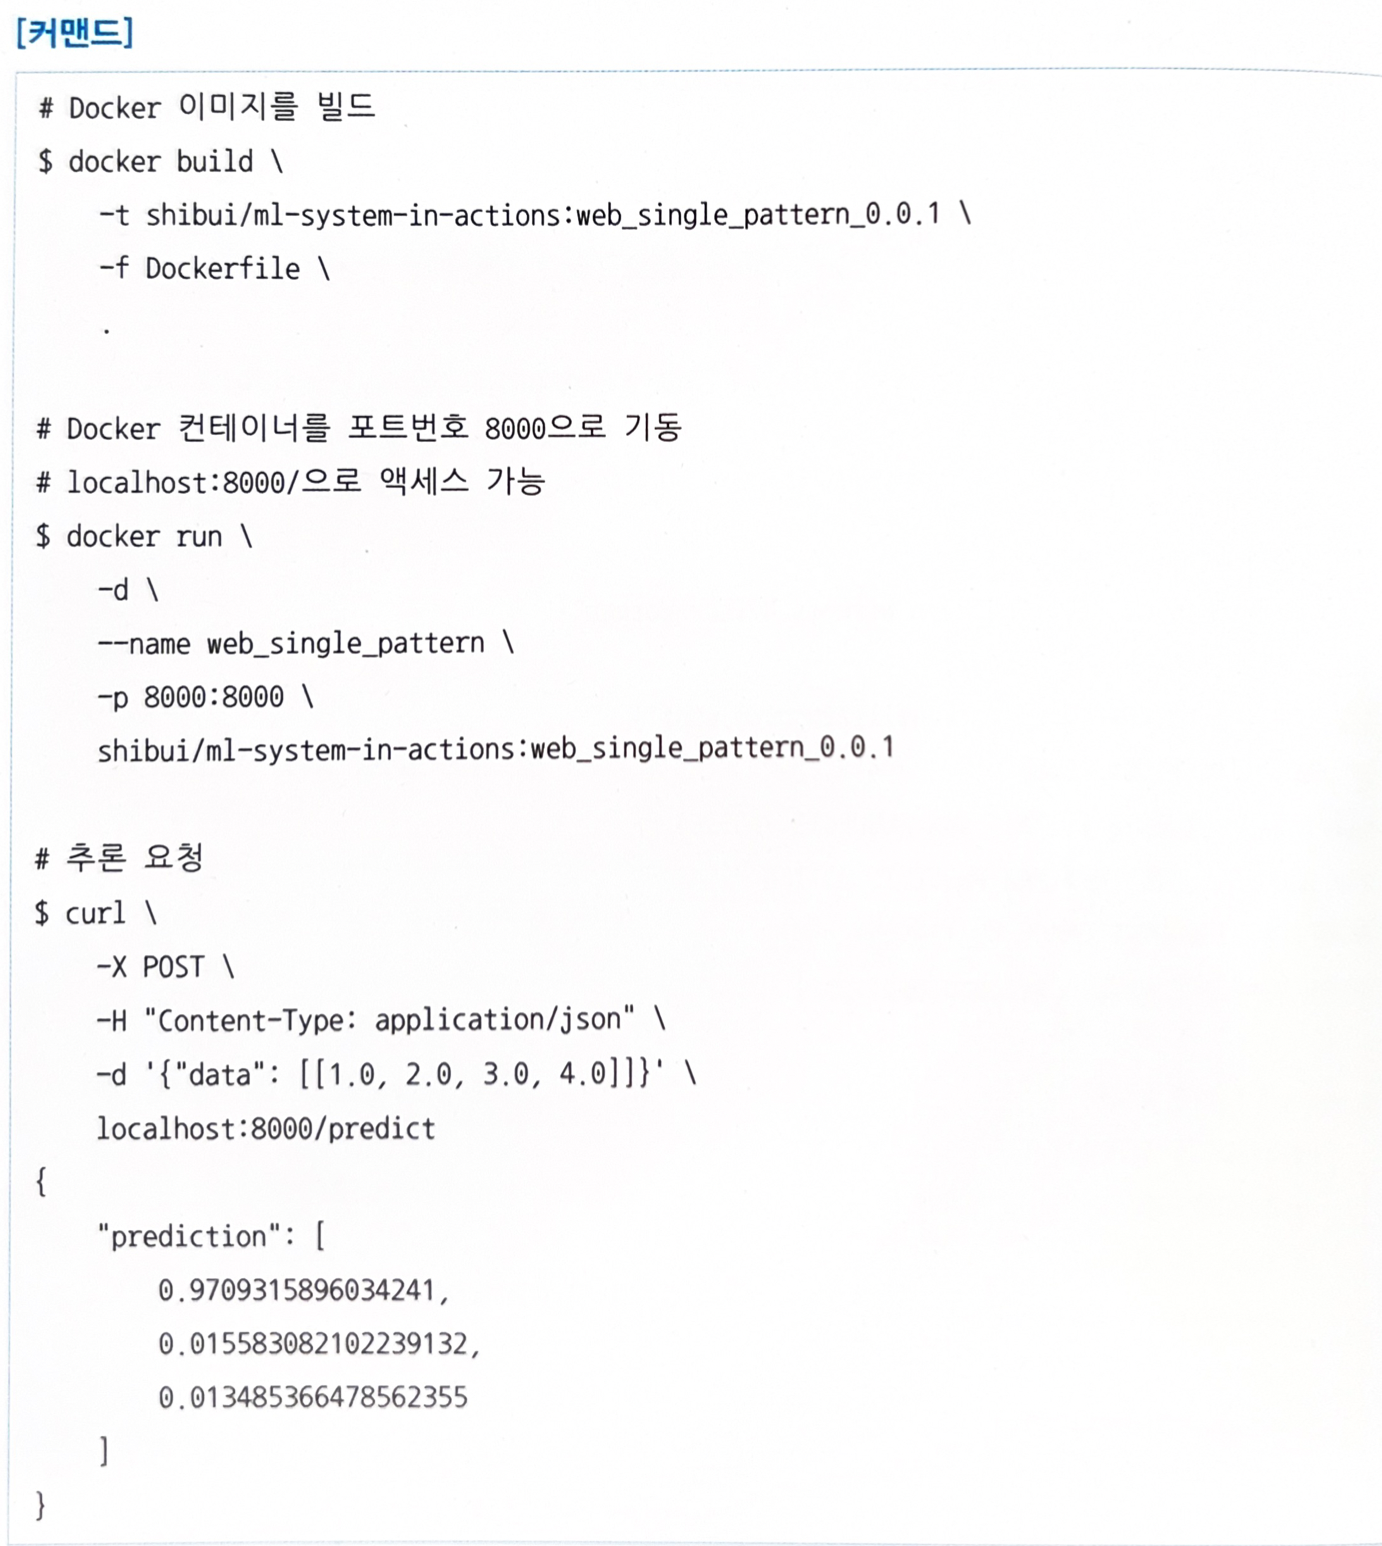 [커맨드]
# Docker 이미지를 빌드
$ docker build \
    -t shibui/ml-system-in-actions:web_single_pattern_0.0.1 \
    -f Dockerfile \
    .
# Docker 컨테이너를 포트번호 8000으로 기동
# localhost:8000/으로 액세스 가능
$ docker run \
    -d \
    --name web_single_pattern \
    -p 8000:8000 \
    shibui/ml-system-in-actions:web_single_pattern_0.0.1
# 추론 요청
$ curl \
    -X POST \
    -H "Content-Type: application/json" \
    -d '{"data": [[1.0, 2.0, 3.0, 4.0]]}' \
    localhost:8000/predict
{
    "prediction": [
        0.9709315896034241,
        0.015583082102239132,
        0.013485366478562355
    ]
}